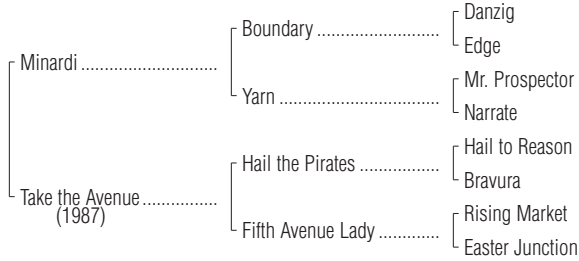 Danzig
Boundary ........................
Edge
Minardi ...........................
Mr. Prospector
Yarn ................................
Narrate
Hail to Reason
Hail the Pirates ................
Bravura
Take the Avenue ...............
(1987)
Rising Market
Fifth Avenue Lady ............
Easter Junction